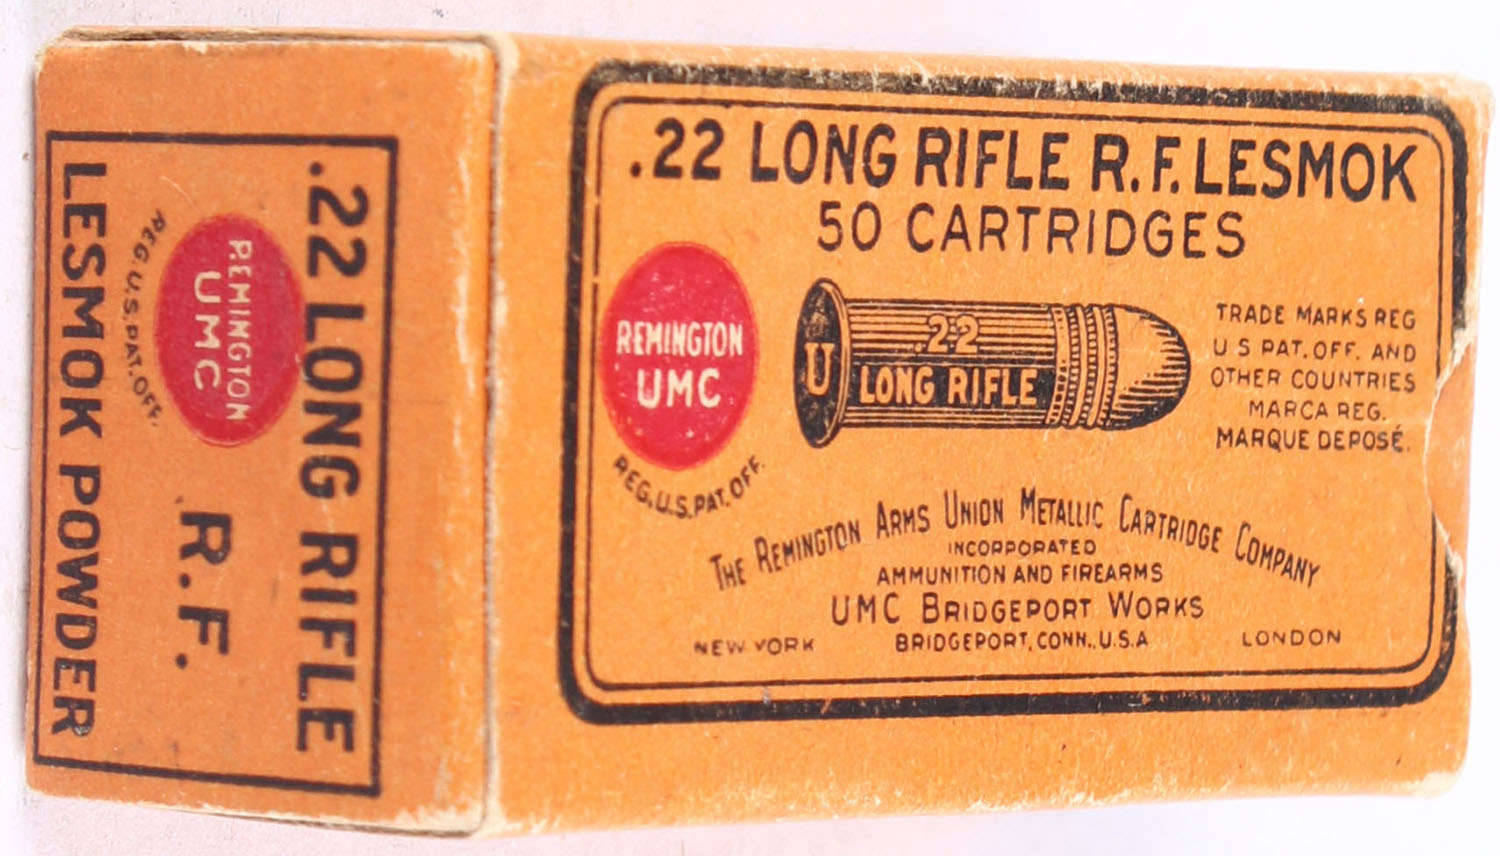 .22 LONG RIFLE R.F. LESMOK
50 CARTRIDGES
REMINGTON
UMC
REG. U.S. PAT. OFF.
U
.22
LONG RIFLE
TRADE MARKS REG
U S PAT. OFF. AND
OTHER COUNTRIES
MARCA REG.
MARQUE DEPOSÉ.
THE REMINGTON ARMS UNION METALLIC CARTRIDGE COMPANY
INCORPORATED
AMMUNITION AND FIREARMS
UMC BRIDGEPORT WORKS
NEW YORK BRIDGEPORT, CONN., U.S.A LONDON
.22 LONG RIFLE
R.F.
REMINGTON
UMC
REG U.S. PAT. OFF.
LESMOK POWDER